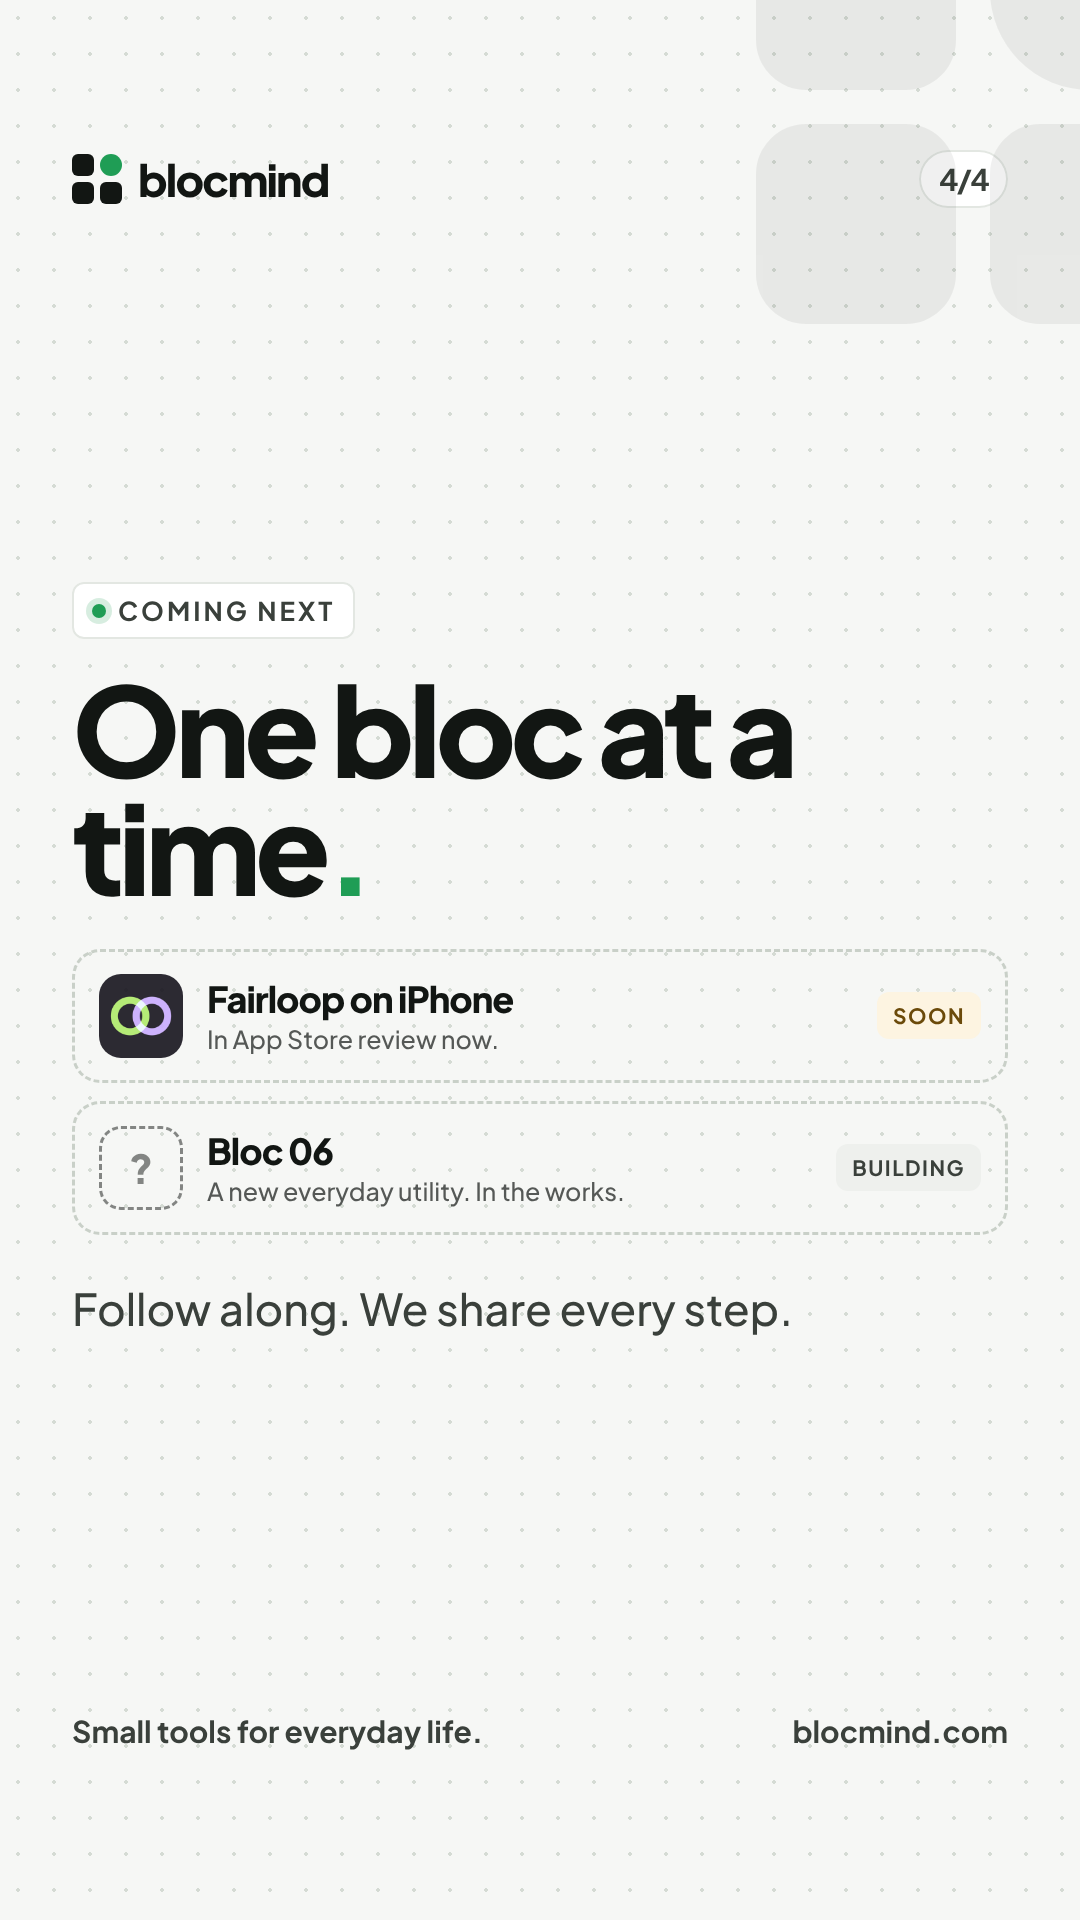 blocmind
4/4
COMING NEXT
One bloc at a
time.
Fairloop on iPhone
In App Store review now.
SOON
?
Bloc 06
A new everyday utility. In the works.
BUILDING
Follow along. We share every step.
Small tools for everyday life.
blocmind.com